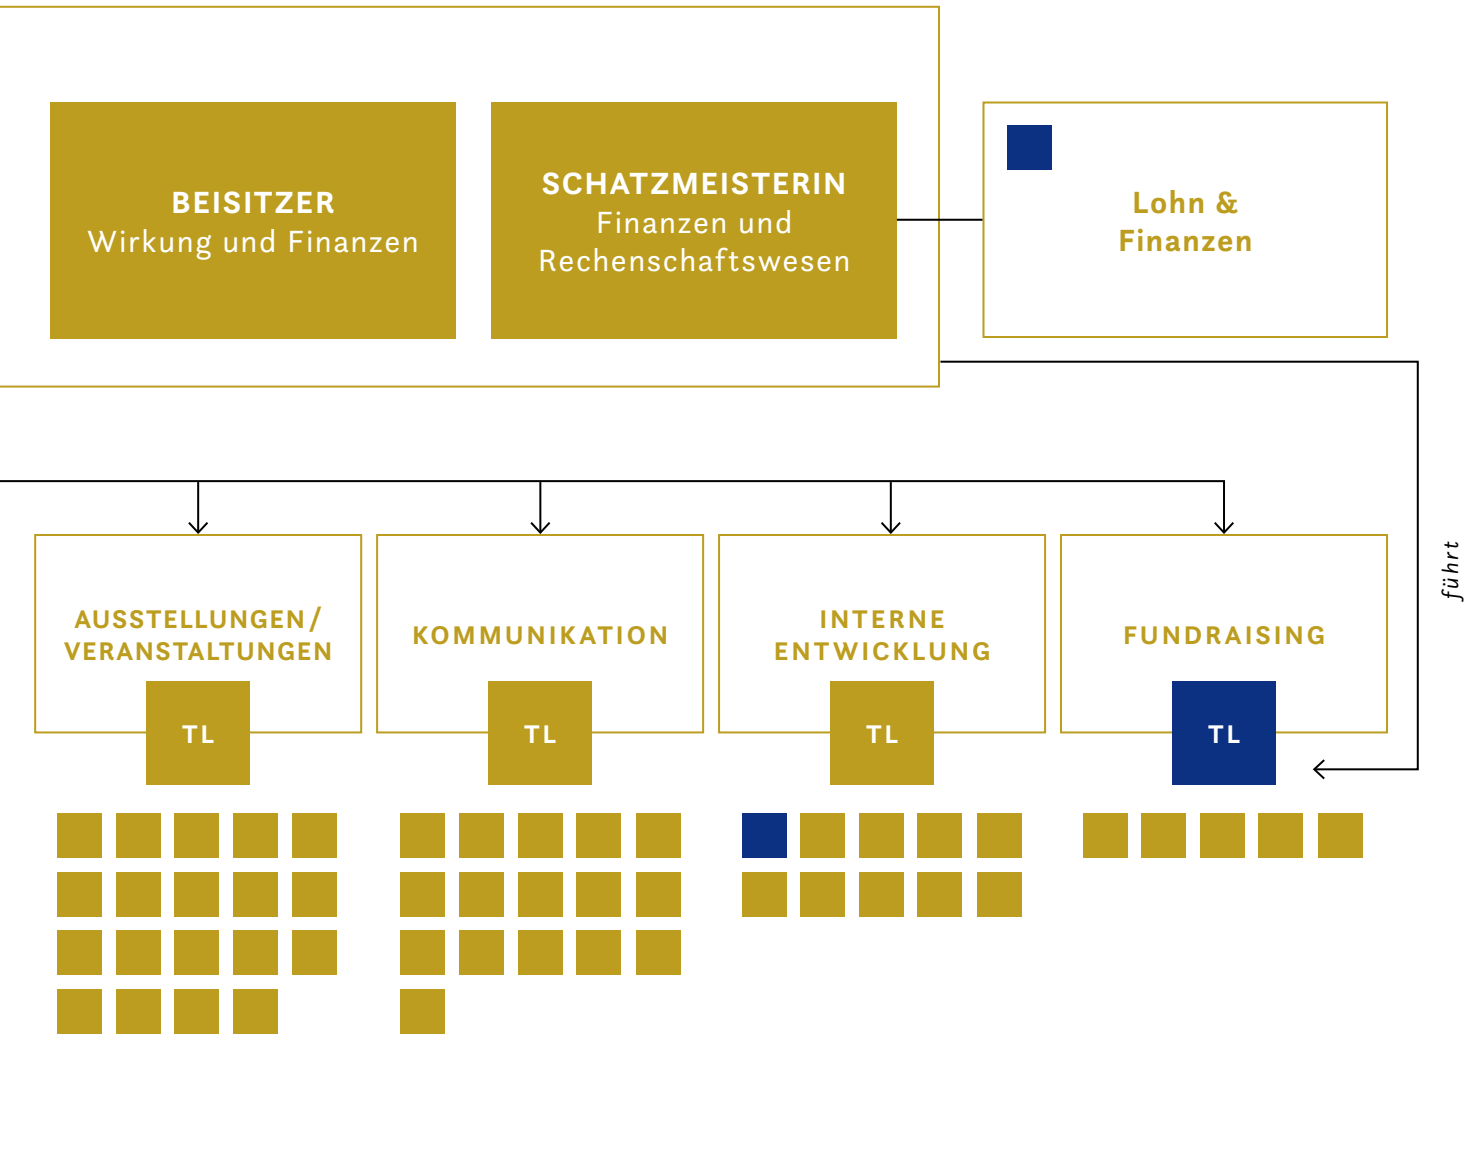 BEISITZER
Wirkung und Finanzen
SCHATZMEISTERIN
Finanzen und
Rechenschaftswesen
Lohn &
Finanzen
führt
AUSSTELLUNGEN/
VERANSTALTUNGEN
TL
KOMMUNIKATION
TL
INTERNE
ENTWICKLUNG
TL
FUNDRAISING
TL